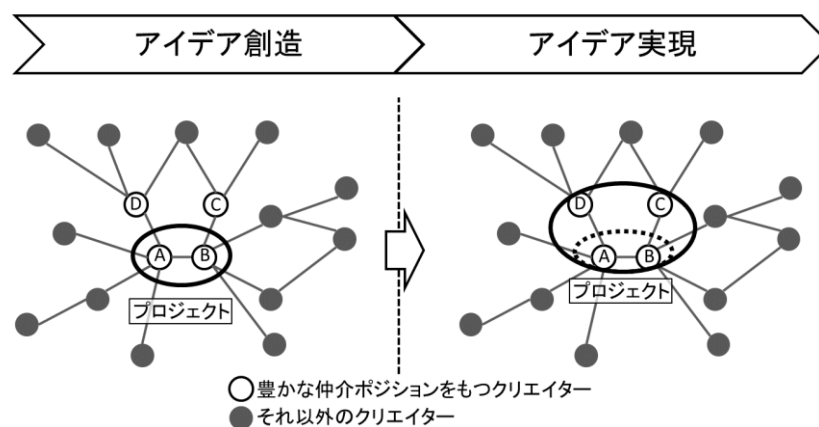 アイデア創造
アイデア実現
D
C
A
B
プロジェクト
D
C
A
B
プロジェクト
豊かな仲介ポジションをもつクリエイター
それ以外のクリエイター